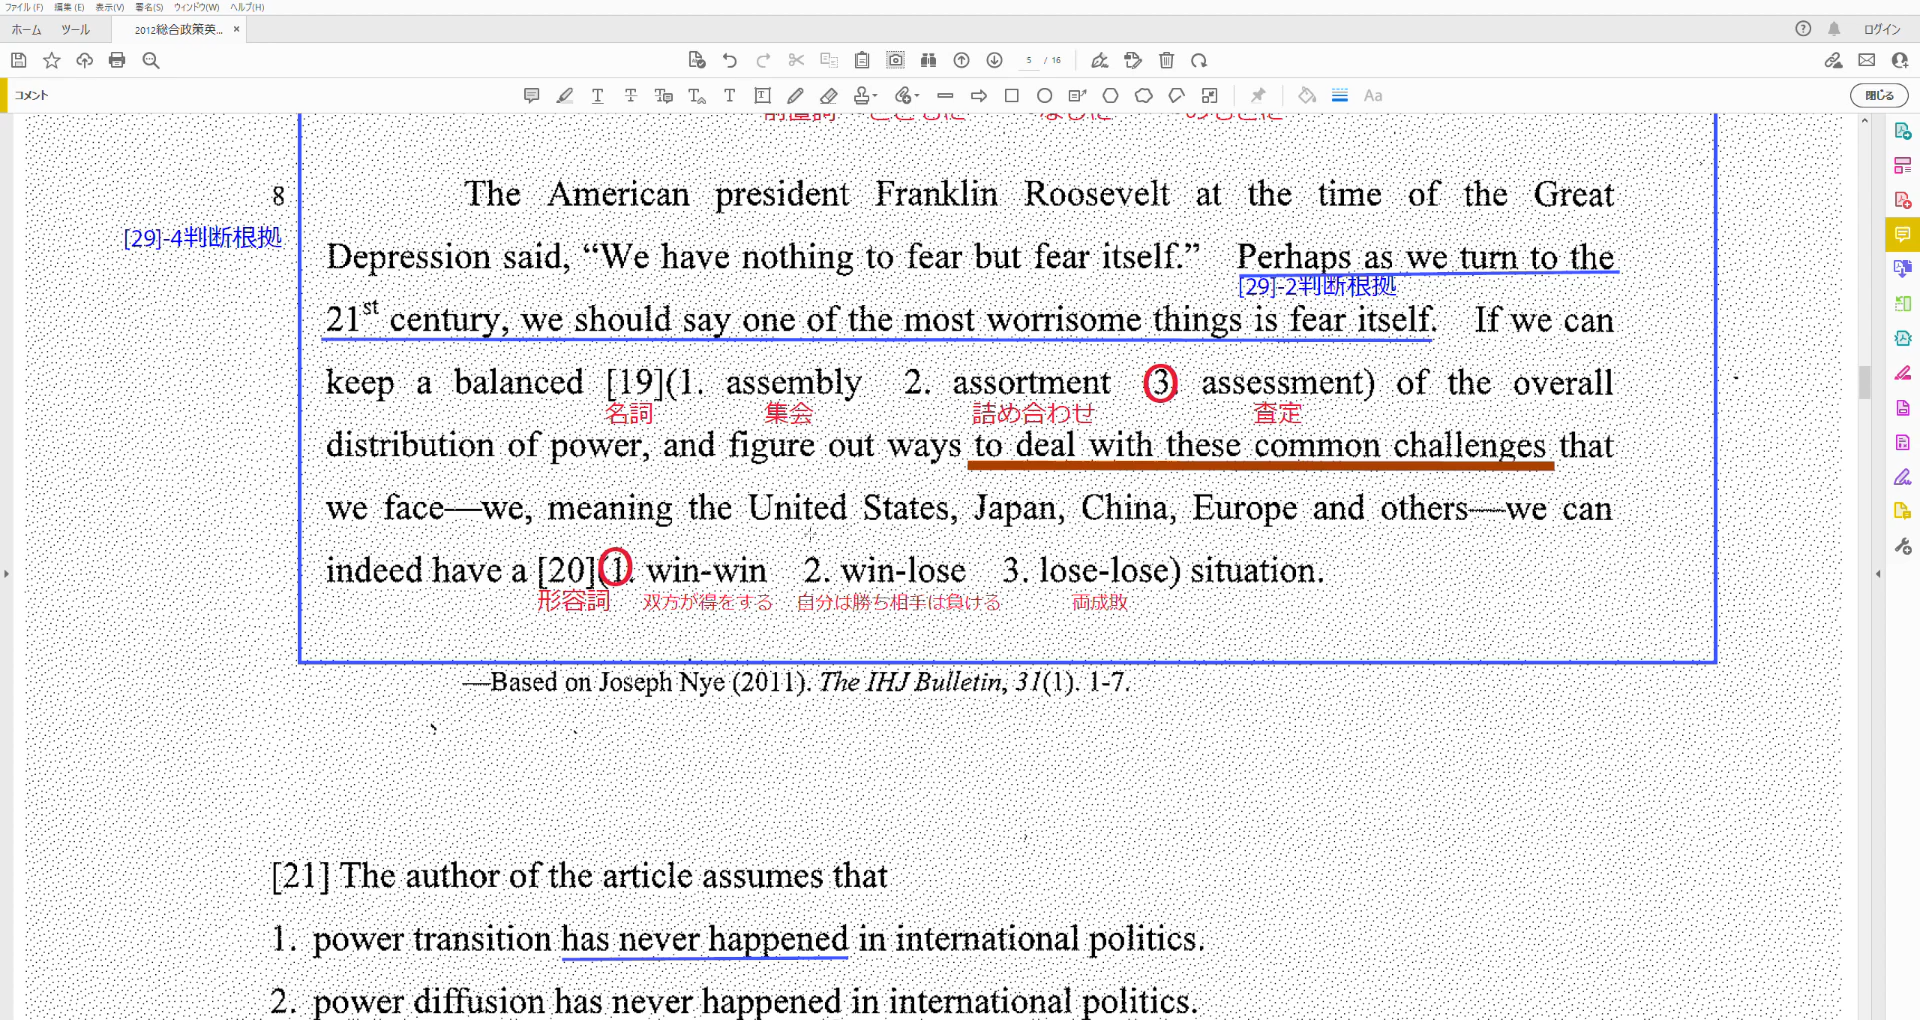 ファイル(F) 編集(E) 表示(V) 署名(S) ウィンドウ(W) ヘルプ(H)
ホーム ツール 2012総合政策英... × ログイン
5 / 16
コメント Aa 閉じる
8 The American president Franklin Roosevelt at the time of the Great
[29]-4判断根拠
Depression said, “We have nothing to fear but fear itself.” Perhaps as we turn to the
[29]-2判断根拠
21st century, we should say one of the most worrisome things is fear itself. If we can
keep a balanced [19](1. assembly 2. assortment 3. assessment) of the overall
名詞 集会 詰め合わせ 査定
distribution of power, and figure out ways to deal with these common challenges that
we face—we, meaning the United States, Japan, China, Europe and others—we can
indeed have a [20](1. win-win 2. win-lose 3. lose-lose) situation.
形容詞 双方が得をする 自分は勝ち相手は負ける 両成敗
—Based on Joseph Nye (2011). The IHJ Bulletin, 31(1). 1-7.
[21] The author of the article assumes that
1. power transition has never happened in international politics.
2. power diffusion has never happened in international politics.